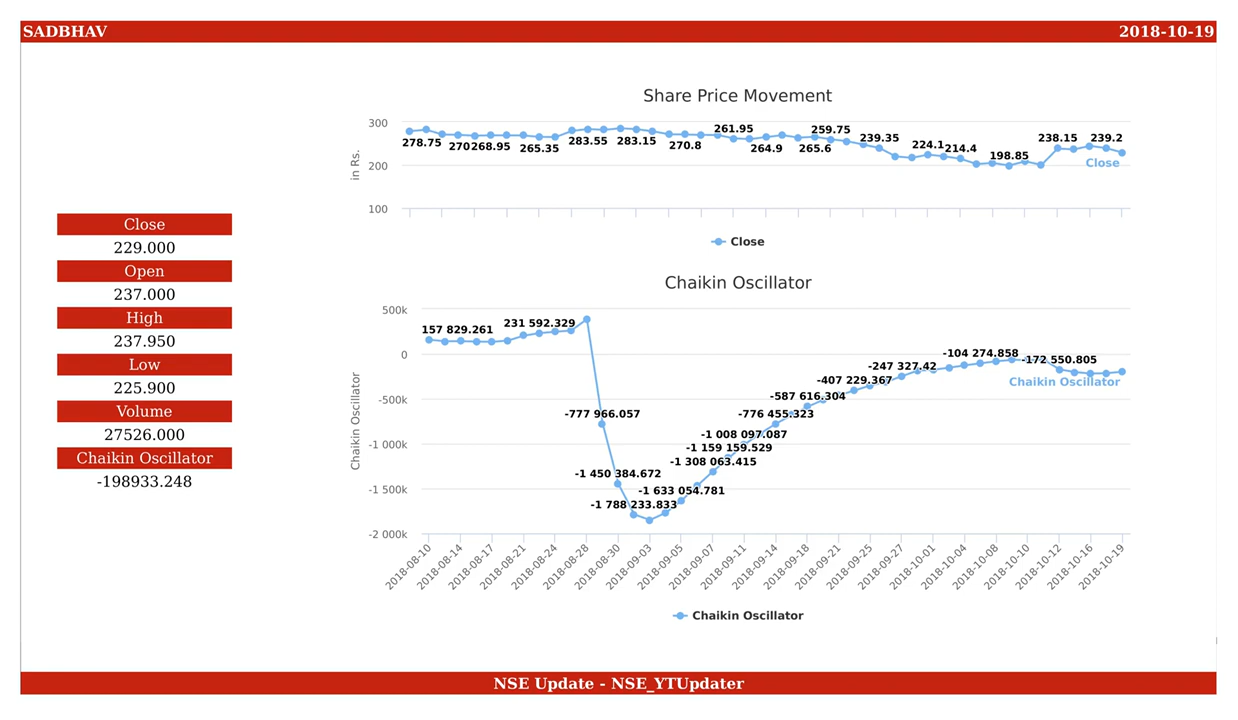 SADBHAV 2018-10-19
Close
229.000
Open
237.000
High
237.950
Low
225.900
Volume
27526.000
Chaikin Oscillator
-198933.248
Share Price Movement
in Rs.
300
200
100
278.75 270 268.95 265.35 283.55 283.15 270.8 261.95 264.9 265.6 259.75 239.35 224.1 214.4 198.85 238.15 239.2
Close
Close
Chaikin Oscillator
Chaikin Oscillator
500k
0
-500k
-1 000k
-1 500k
-2 000k
157 829.261 231 592.329
-777 966.057
-1 450 384.672
-1 788 233.833
-1 633 054.781
-1 308 063.415
-1 159 159.529
-1 008 097.087
-776 455.323
-587 616.304
-407 229.367
-247 327.42
-104 274.858
-172 550.805
Chaikin Oscillator
2018-08-10 2018-08-14 2018-08-17 2018-08-21 2018-08-24 2018-08-28 2018-08-30 2018-09-03 2018-09-05 2018-09-07 2018-09-11 2018-09-14 2018-09-18 2018-09-21 2018-09-25 2018-09-27 2018-10-01 2018-10-04 2018-10-08 2018-10-10 2018-10-12 2018-10-16 2018-10-19
Chaikin Oscillator
NSE Update - NSE_YTUpdater